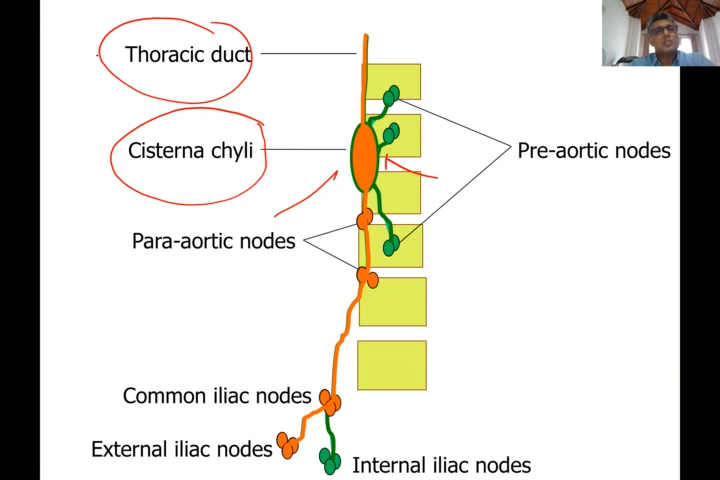 Thoracic duct
Cisterna chyli
Pre-aortic nodes
Para-aortic nodes
Common iliac nodes
External iliac nodes
Internal iliac nodes